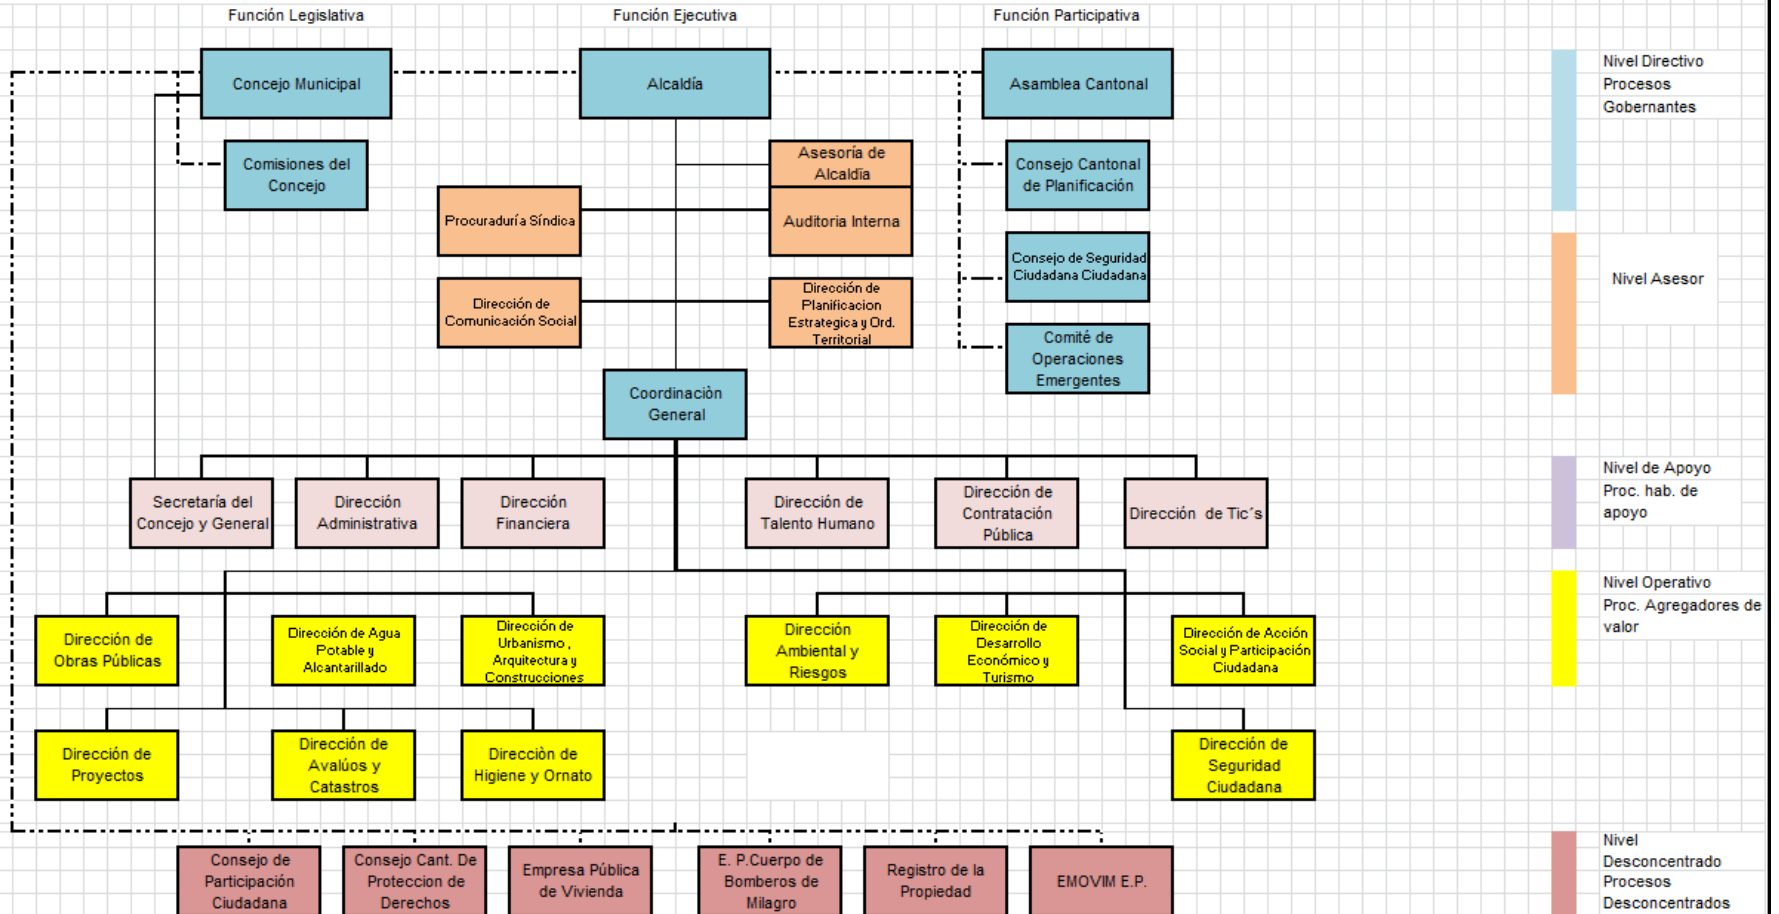 Función Legislativa
Función Ejecutiva
Función Participativa
Concejo Municipal
Alcaldía
Asamblea Cantonal
Nivel Directivo
Procesos
Gobernantes
Comisiones del
Concejo
Asesoría de
Alcaldïa
Consejo Cantonal
de Planificación
Procuraduría Síndica
Auditoria Interna
Consejo de Seguridad
Ciudadana Ciudadana
Nivel Asesor
Dirección de
Comunicación Social
Dirección de
Planificacion
Estrategica y Ord.
Territorial
Comité de
Operaciones
Emergentes
Coordinaciòn
General
Secretaría del
Concejo y General
Dirección
Administrativa
Dirección
Financiera
Dirección de
Talento Humano
Dirección de
Contratación
Pública
Dirección de Tic´s
Nivel de Apoyo
Proc. hab. de
apoyo
Dirección de
Obras Públicas
Dirección de Agua
Potable y
Alcantarillado
Dirección de
Urbanismo ,
Arquitectura y
Construcciones
Dirección
Ambiental y
Riesgos
Dirección de
Desarrollo
Económico y
Turismo
Dirección de Acción
Social y Participación
Ciudadana
Nivel Operativo
Proc. Agregadores de
valor
Dirección de
Proyectos
Dirección de
Avalúos y
Catastros
Direcciòn de
Higiene y Ornato
Dirección de
Seguridad
Ciudadana
Consejo de
Participación
Ciudadana
Consejo Cant. De
Proteccion de
Derechos
Empresa Pública
de Vivienda
E. P.Cuerpo de
Bomberos de
Milagro
Registro de la
Propiedad
EMOVIM E.P.
Nivel
Desconcentrado
Procesos
Desconcentrados